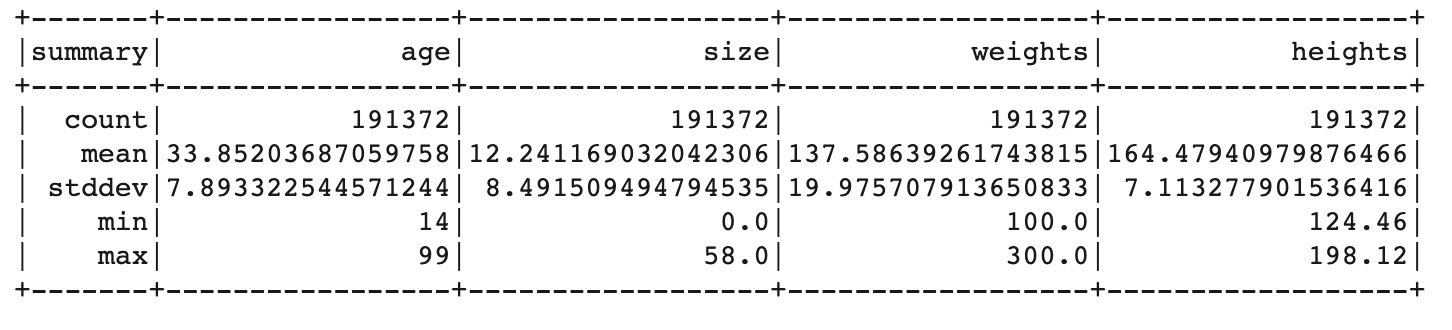 +-------+-----------------+------------------+------------------+------------------+
|summary|              age|              size|           weights|           heights|
+-------+-----------------+------------------+------------------+------------------+
|  count|           191372|            191372|            191372|            191372|
|   mean|33.85203687059758|12.241169032042306|137.58639261743815|164.47940979876466|
| stddev|7.893322544571244| 8.491509494794535|19.975707913650833| 7.113277901536416|
|    min|               14|               0.0|             100.0|            124.46|
|    max|               99|              58.0|             300.0|            198.12|
+-------+-----------------+------------------+------------------+------------------+